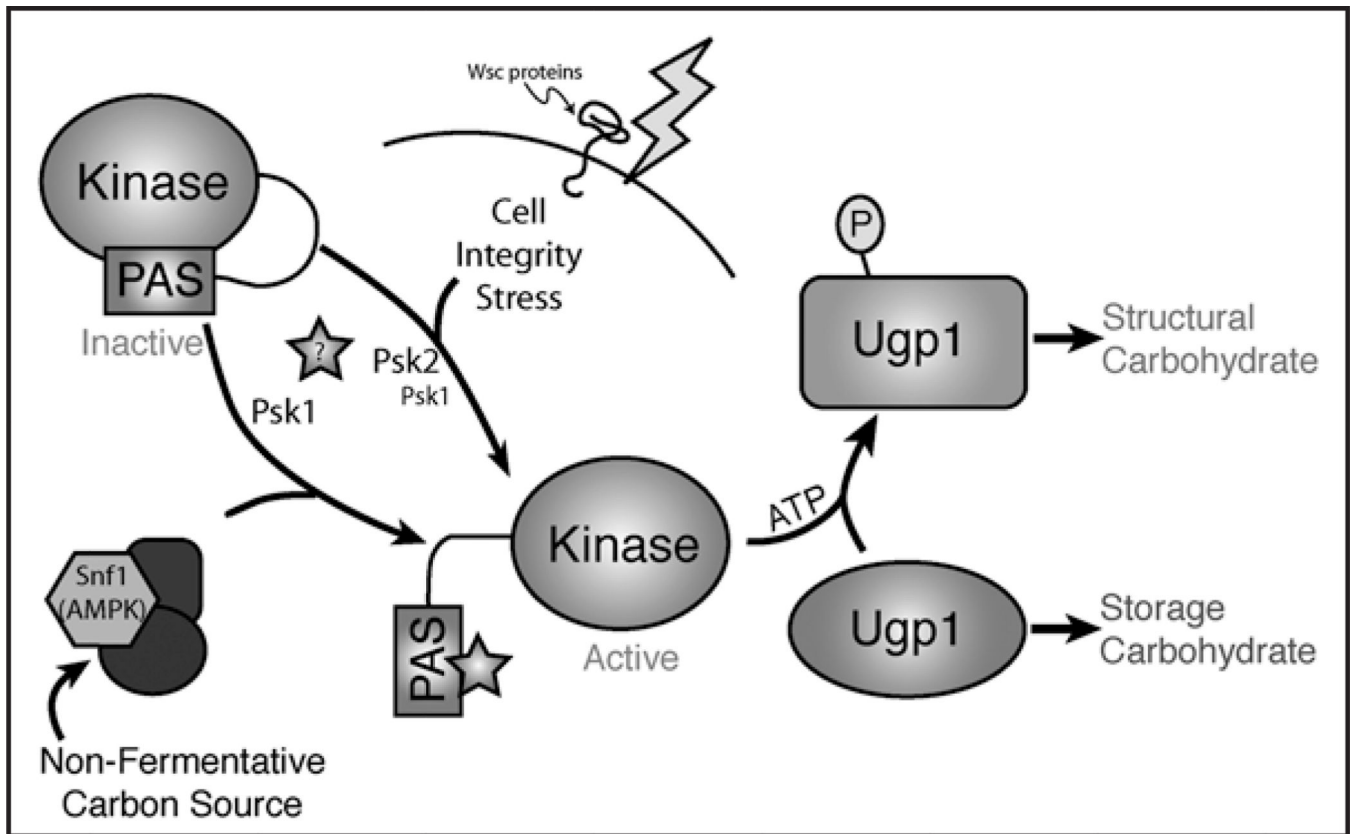 Wsc proteins
Kinase
PAS
Inactive
Cell
Integrity
Stress
?
Psk2
Psk1
Psk1
P
Ugp1
Structural
Carbohydrate
Kinase
Active
PAS
ATP
Ugp1
Storage
Carbohydrate
Snf1
(AMPK)
Non-Fermentative
Carbon Source